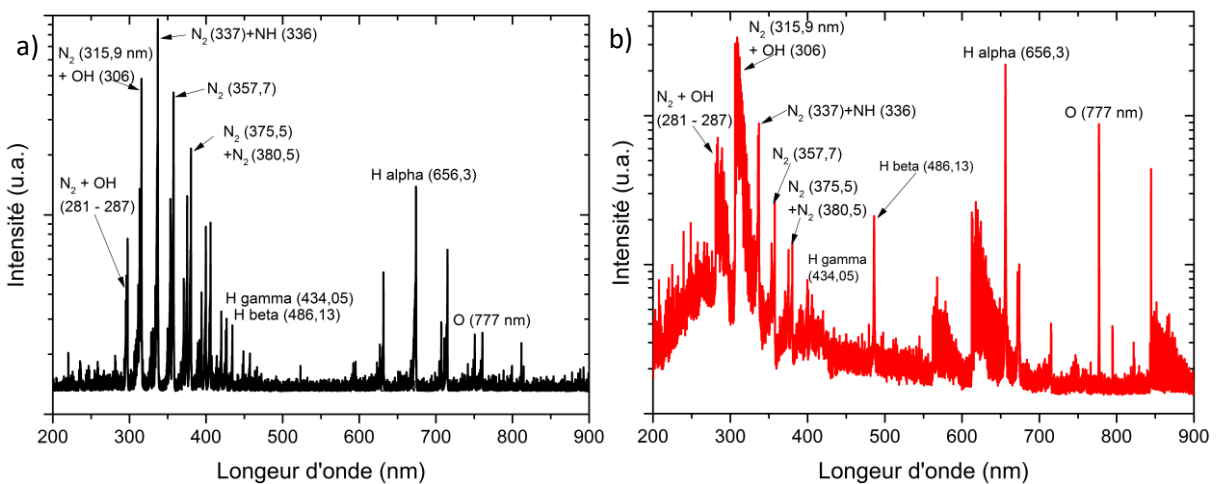 a)
N₂ (337)+NH (336)
N₂ (315,9 nm)
+ OH (306)
N₂ (357,7)
N₂ (375,5)
+N₂ (380,5)
N₂ + OH
(281 - 287)
H alpha (656,3)
H gamma (434,05)
H beta (486,13)
O (777 nm)
Intensité (u.a.)
200 300 400 500 600 700 800 900
Longeur d'onde (nm)
b)
N₂ (315,9 nm)
+ OH (306)
H alpha (656,3)
N₂ + OH
(281 - 287)
N₂ (337)+NH (336)
O (777 nm)
N₂ (357,7)
H beta (486,13)
N₂ (375,5)
+N₂ (380,5)
H gamma
(434,05)
Intensité (u.a.)
200 300 400 500 600 700 800 900
Longeur d'onde (nm)